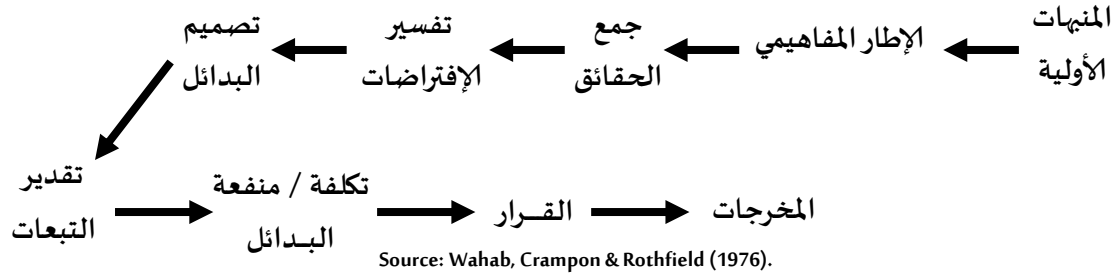 المنبهات
الأولية
الإطار المفاهيمي
جمع
الحقائق
تفسير
الإفتراضات
تصميم
البدائل
تقدير
التبعات
تكلفة / منفعة
البـدائل
القــرار
المخرجات
Source: Wahab, Crampon & Rothfield (1976).